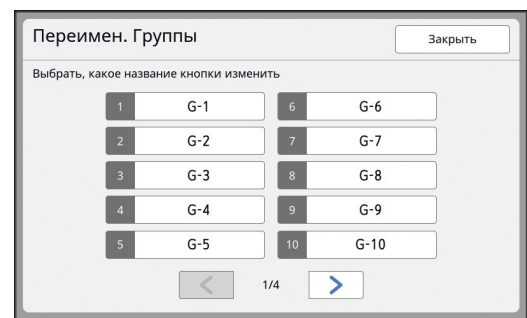 Переимен. Группы
Закрыть
Выбрать, какое название кнопки изменить
1 G-1 6 G-6
2 G-2 7 G-7
3 G-3 8 G-8
4 G-4 9 G-9
5 G-5 10 G-10
1/4